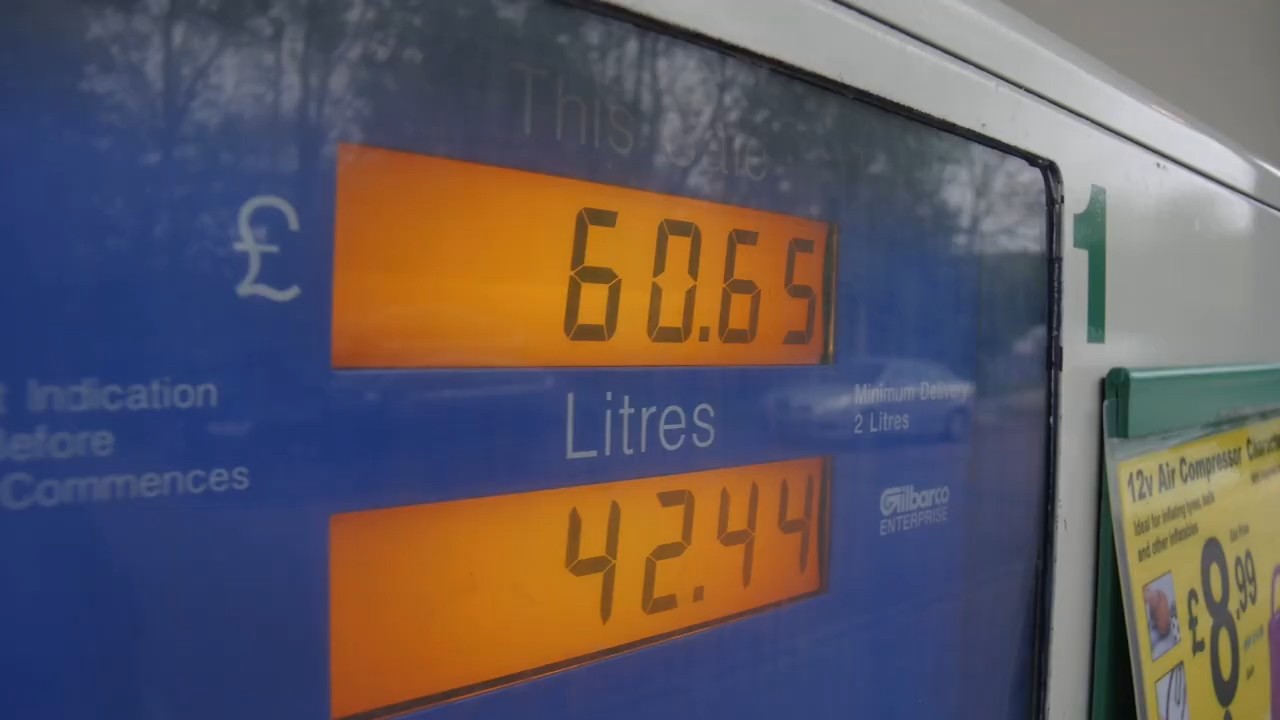 This Sale
£ 60.65
1
Litres
Indication
Before
Commences
Minimum Delivery
2 Litres
42.44
Gilbarco
ENTERPRISE
12v Air Compressor
Ideal for inflating tyres, balls
and other inflatables
£8.99